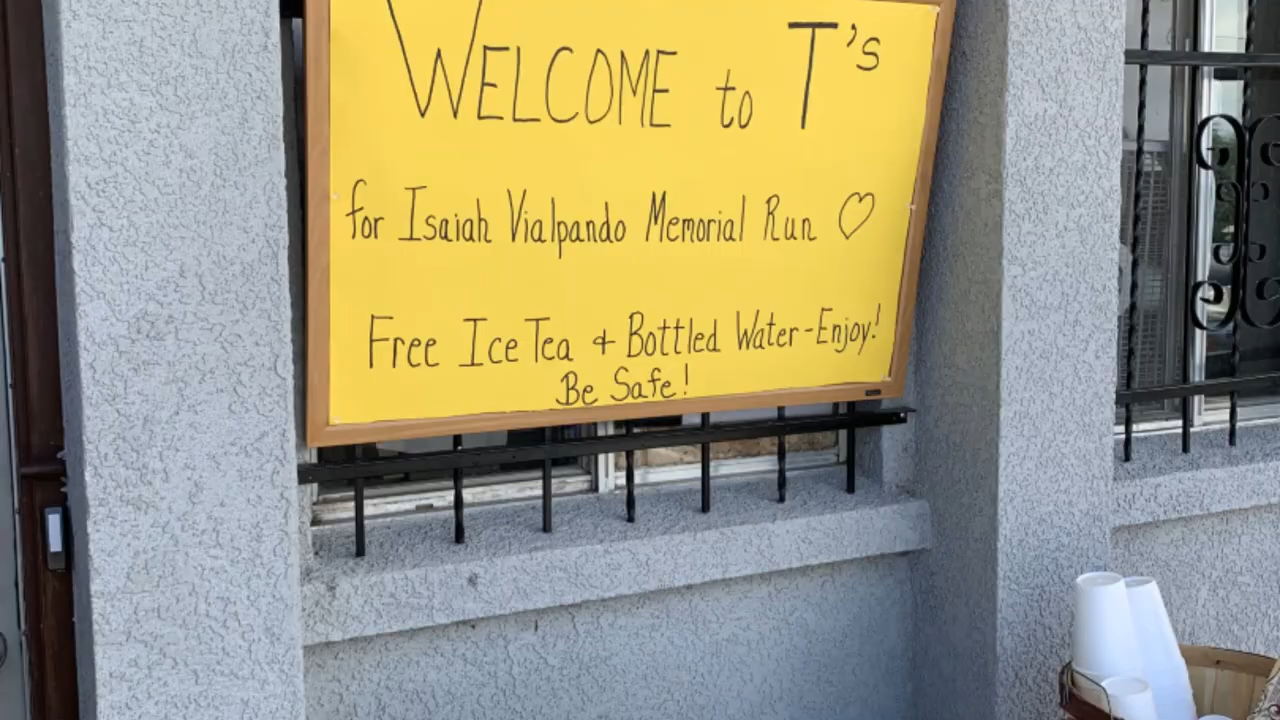 WELCOME to T's
for Isaiah Vialpando Memorial Run ♡
Free Ice Tea + Bottled Water-Enjoy!
Be Safe!